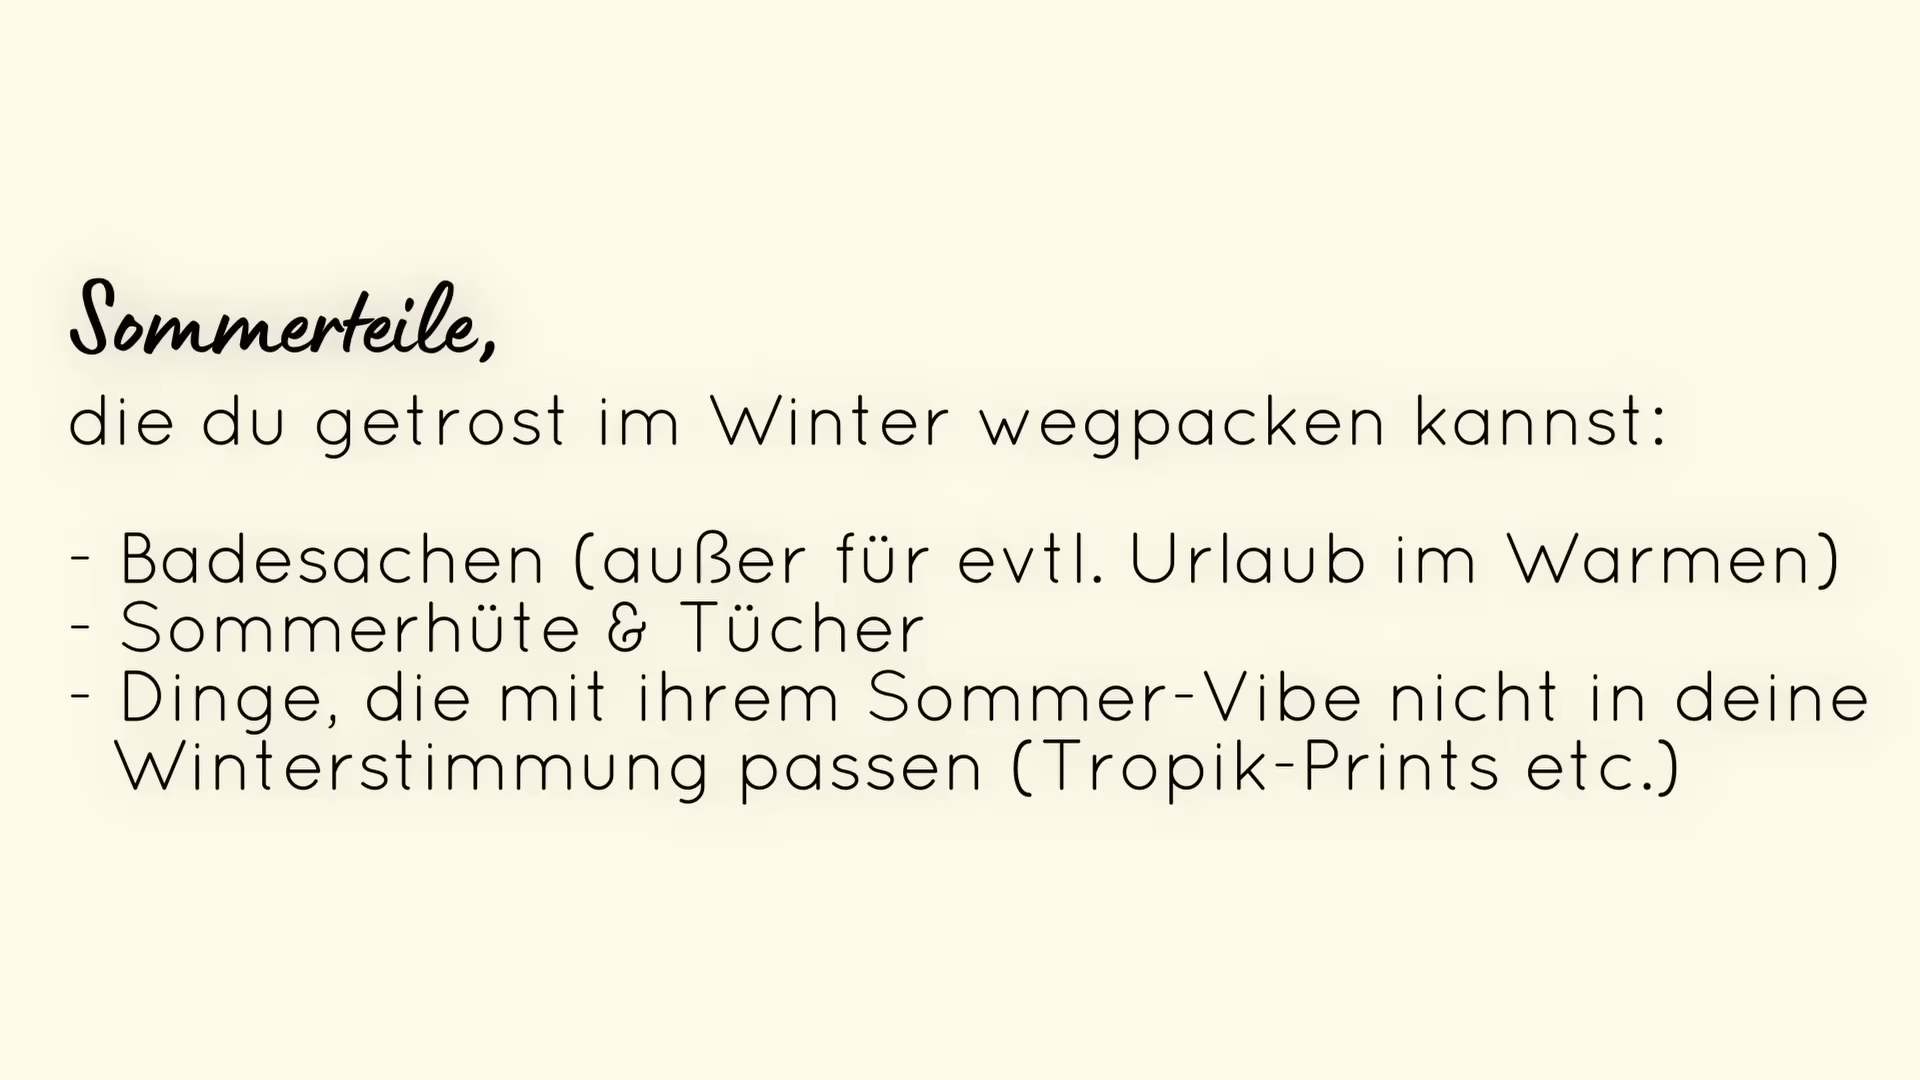 Sommerteile,
die du getrost im Winter wegpacken kannst:
- Badesachen (außer für evtl. Urlaub im Warmen)
- Sommerhüte & Tücher
- Dinge, die mit ihrem Sommer-Vibe nicht in deine
Winterstimmung passen (Tropik-Prints etc.)